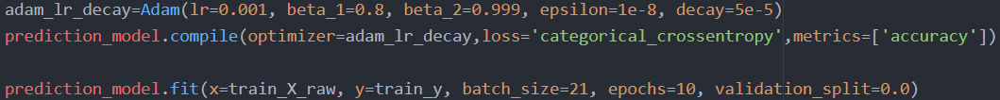 adam_lr_decay=Adam(lr=0.001, beta_1=0.8, beta_2=0.999, epsilon=1e-8, decay=5e-5)
prediction_model.compile(optimizer=adam_lr_decay,loss='categorical_crossentropy',metrics=['accuracy'])
prediction_model.fit(x=train_X_raw, y=train_y, batch_size=21, epochs=10, validation_split=0.0)